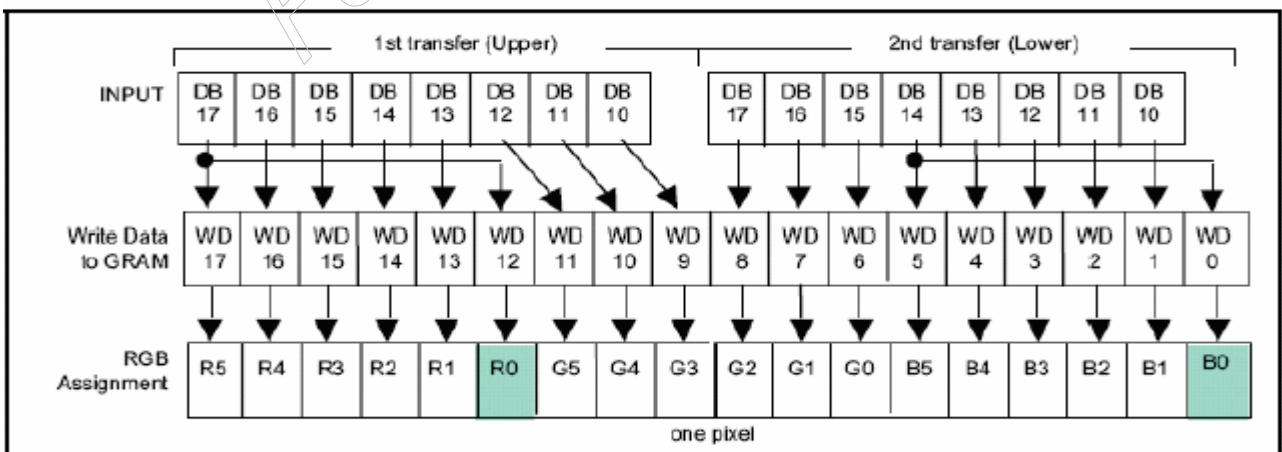 1st transfer (Upper) 2nd transfer (Lower)
INPUT DB 17 DB 16 DB 15 DB 14 DB 13 DB 12 DB 11 DB 10 DB 17 DB 16 DB 15 DB 14 DB 13 DB 12 DB 11 DB 10
Write Data to GRAM WD 17 WD 16 WD 15 WD 14 WD 13 WD 12 WD 11 WD 10 WD 9 WD 8 WD 7 WD 6 WD 5 WD 4 WD 3 WD 2 WD 1 WD 0
RGB Assignment R5 R4 R3 R2 R1 R0 G5 G4 G3 G2 G1 G0 B5 B4 B3 B2 B1 B0
one pixel